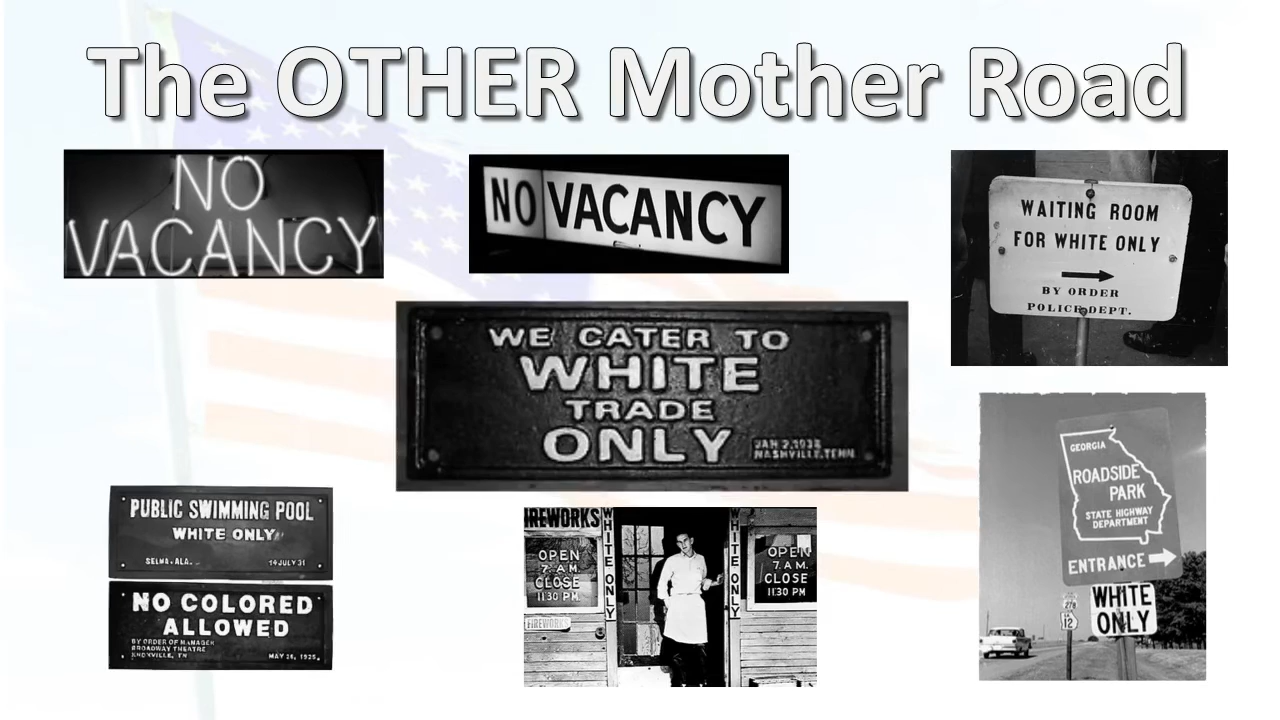 The OTHER Mother Road
NO
VACANCY
NO VACANCY
WAITING ROOM
FOR WHITE ONLY
BY ORDER
POLICE DEPT.
WE CATER TO
WHITE
TRADE
ONLY
JAN 2,1938
NASHVILLE,TENN
GEORGIA
ROADSIDE
PARK
STATE HIGHWAY
DEPARTMENT
ENTRANCE
WHITE
ONLY
12
PUBLIC SWIMMING POOL
WHITE ONLY
SELMA, ALA.
14 JULY 31
NO COLORED
ALLOWED
BY ORDER OF MANAGER
BROADWAY THEATRE
KNOXVILLE, TN
MAY 26, 1925
IREWORKS
WHITE ONLY
OPEN
7 A.M.
CLOSE
11:30 PM
FIREWORKS
WHITE ONLY
OPEN
7 A.M.
CLOSE
11:30 PM